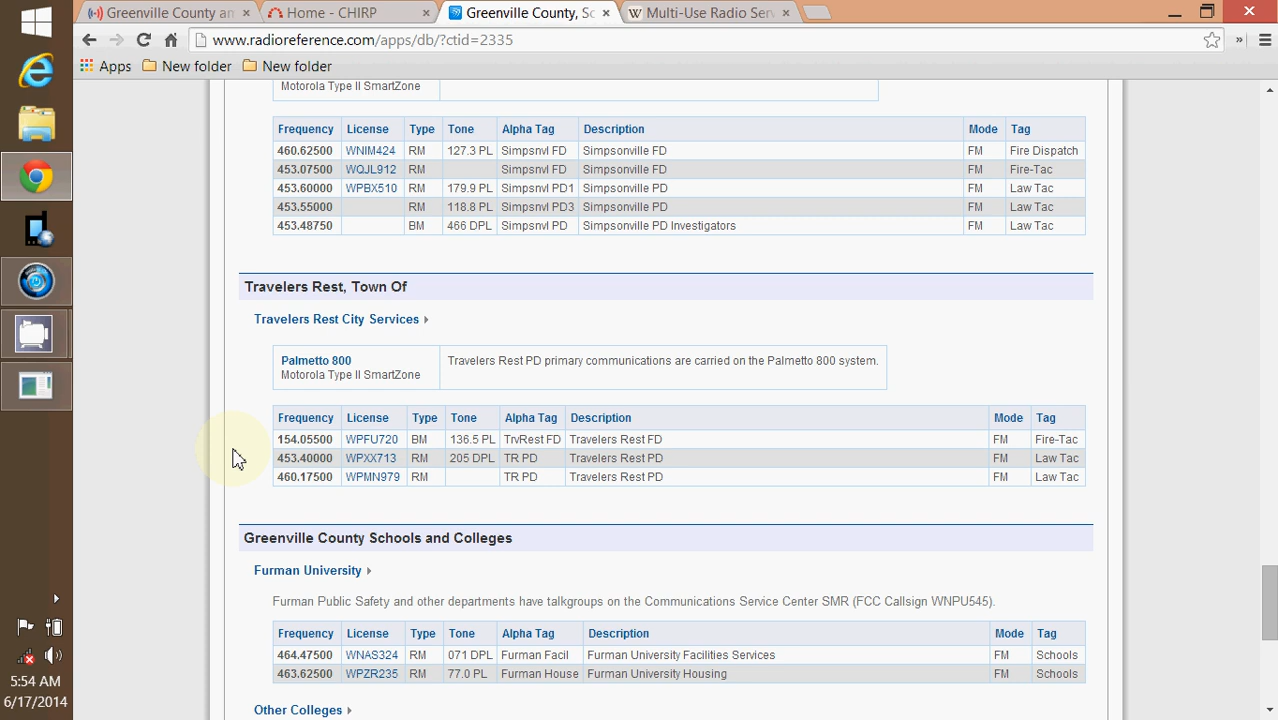 Greenville County an
Home - CHIRP
Greenville County, So
Multi-Use Radio Serv
www.radioreference.com/apps/db/?ctid=2335
Apps New folder New folder
Motorola Type II SmartZone
Frequency License Type Tone Alpha Tag Description Mode Tag
460.62500 WNIM424 RM 127.3 PL Simpsnvl FD Simpsonville FD FM Fire Dispatch
453.07500 WQJL912 RM Simpsnvl FD Simpsonville FD FM Fire-Tac
453.60000 WPBX510 RM 179.9 PL Simpsnvl PD1 Simpsonville PD FM Law Tac
453.55000 RM 118.8 PL Simpsnvl PD3 Simpsonville PD FM Law Tac
453.48750 BM 466 DPL Simpsnvl PD Simpsonville PD Investigators FM Law Tac
Travelers Rest, Town Of
Travelers Rest City Services
Palmetto 800 Travelers Rest PD primary communications are carried on the Palmetto 800 system.
Motorola Type II SmartZone
Frequency License Type Tone Alpha Tag Description Mode Tag
154.05500 WPFU720 BM 136.5 PL TrvRest FD Travelers Rest FD FM Fire-Tac
453.40000 WPXX713 RM 205 DPL TR PD Travelers Rest PD FM Law Tac
460.17500 WPMN979 RM TR PD Travelers Rest PD FM Law Tac
Greenville County Schools and Colleges
Furman University
Furman Public Safety and other departments have talkgroups on the Communications Service Center SMR (FCC Callsign WNPU545).
Frequency License Type Tone Alpha Tag Description Mode Tag
464.47500 WNAS324 RM 071 DPL Furman Facil Furman University Facilities Services FM Schools
463.62500 WPZR235 RM 77.0 PL Furman House Furman University Housing FM Schools
Other Colleges
5:54 AM
6/17/2014